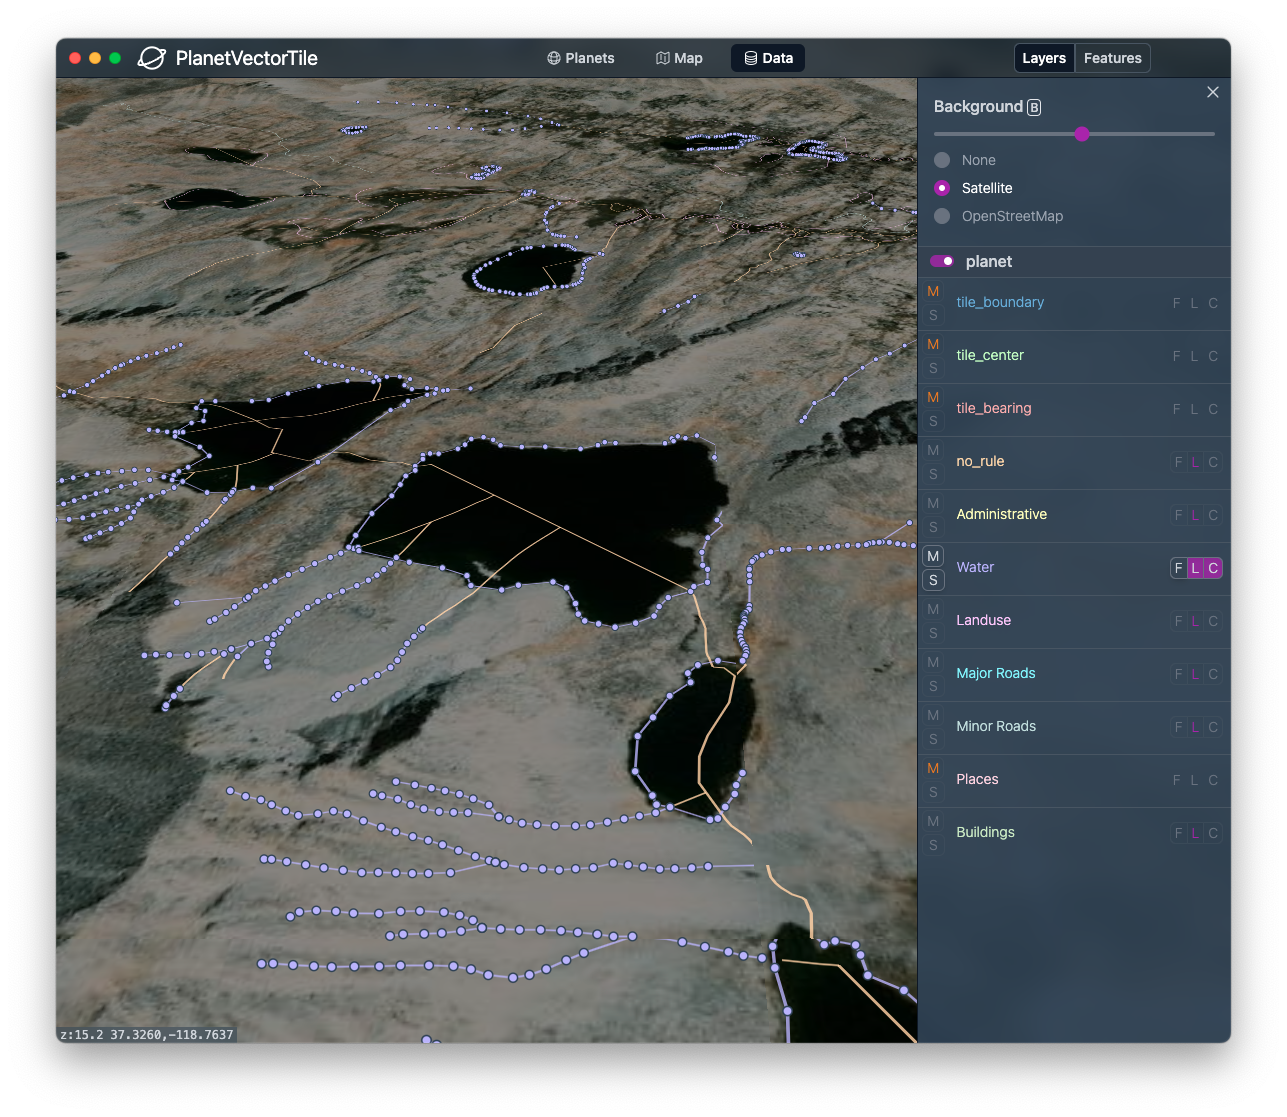 PlanetVectorTile
Planets
Map
Data
Layers
Features
Background B
None
Satellite
OpenStreetMap
planet
M
S
tile_boundary
F L C
M
S
tile_center
F L C
M
S
tile_bearing
F L C
M
S
no_rule
F L C
M
S
Administrative
F L C
M
S
Water
F L C
M
S
Landuse
F L C
M
S
Major Roads
F L C
M
S
Minor Roads
F L C
M
S
Places
F L C
M
S
Buildings
F L C
z:15.2 37.3260,-118.7637